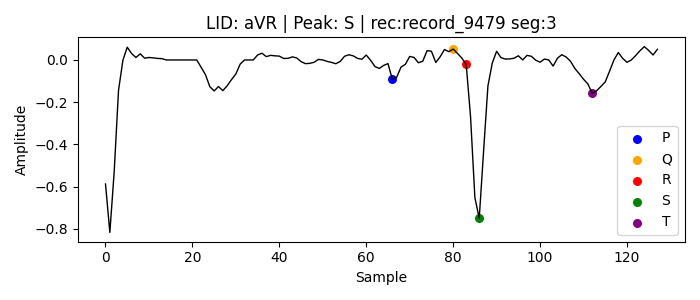 LID: aVR | Peak: S | rec:record_9479 seg:3
Amplitude
0.0
−0.2
−0.4
−0.6
−0.8
0
20
40
60
80
100
120
Sample
P
Q
R
S
T